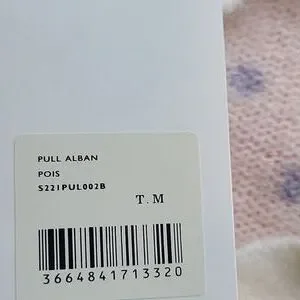 PULL ALBAN
POIS
S221PUL002B
T.M
3664841713320